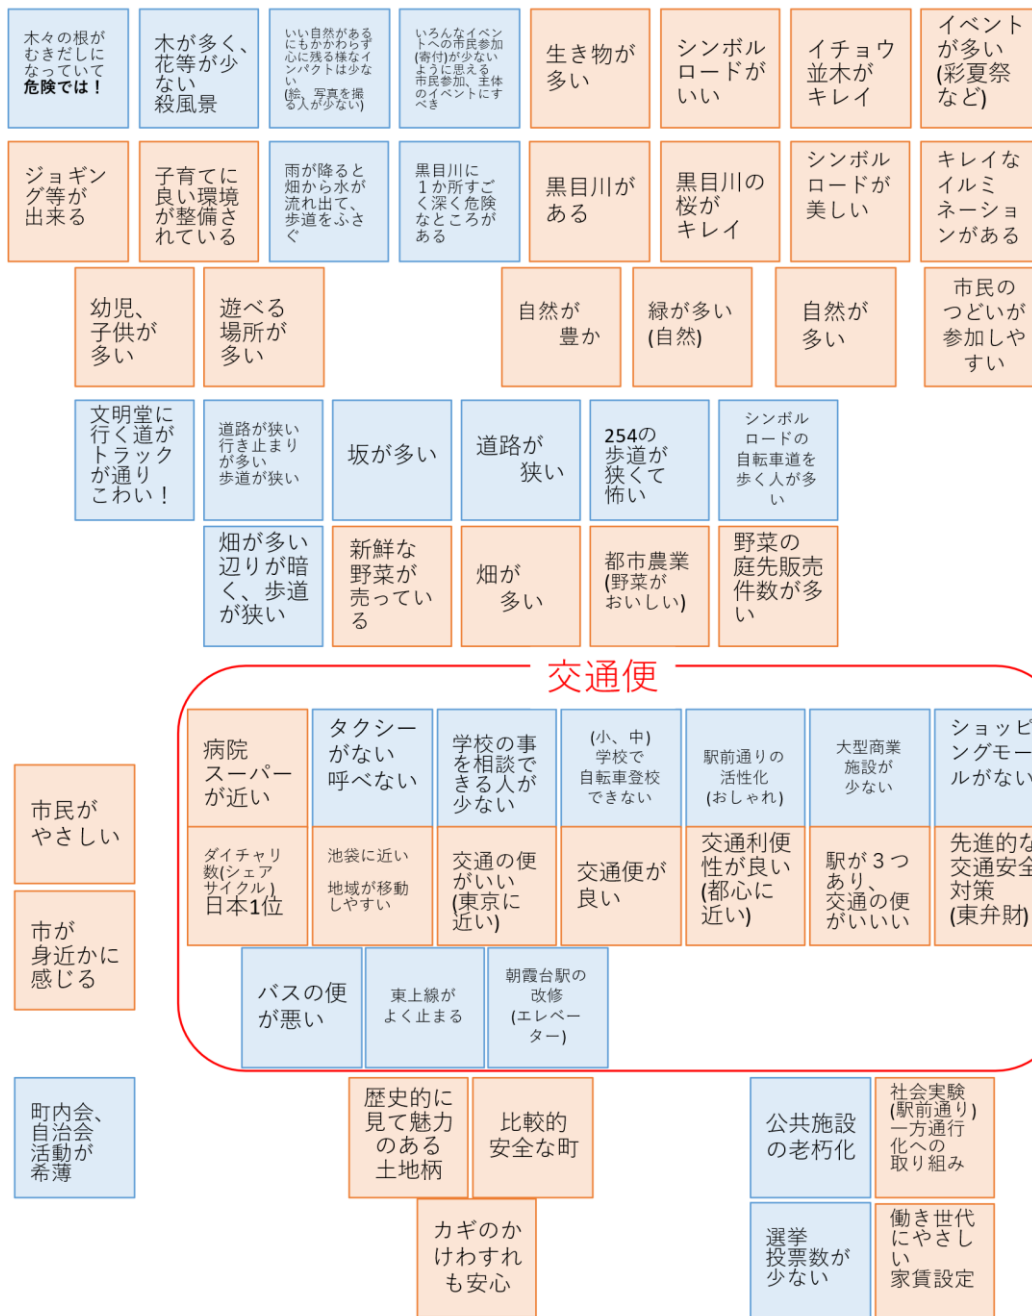 木々の根が
むきだしに
なっていて
危険では！
木が多く、
花等が少
ない
殺風景
いい自然がある
にもかかわらず
心に残る様なイ
ンパクトは少な
い
(絵、写真を撮
る人が少ない)
いろんなイベン
トへの市民参加
(寄付)が少ない
ように思える
市民参加、主体
のイベントにす
べき
生き物が
多い
シンボル
ロードが
いい
イチョウ
並木が
キレイ
イベント
が多い
(彩夏祭
など)
ジョギン
グ等が
出来る
子育てに
良い環境
が整備さ
れている
雨が降ると
畑から水が
流れ出て、
歩道をふさ
ぐ
黒目川に
１か所すご
く深く危険
なところが
ある
黒目川が
ある
黒目川の
桜が
キレイ
シンボル
ロードが
美しい
キレイな
イルミ
ネーショ
ンがある
幼児、
子供が
多い
遊べる
場所が
多い
自然が
豊か
緑が多い
(自然)
自然が
多い
市民の
つどいが
参加しや
すい
文明堂に
行く道が
トラック
が通り
こわい！
道路が狭い
行き止まり
が多い
歩道が狭い
坂が多い
道路が
狭い
254の
歩道が
狭くて
怖い
シンボル
ロードの
自転車道を
歩く人が多
い
畑が多い
辺りが暗
く、歩道
が狭い
新鮮な
野菜が
売ってい
る
畑が
多い
都市農業
(野菜が
おいしい)
野菜の
庭先販売
件数が多
い
交通便
病院
スーパー
が近い
タクシー
がない
呼べない
学校の事
を相談で
きる人が
少ない
(小、中)
学校で
自転車登校
できない
駅前通りの
活性化
(おしゃれ)
大型商業
施設が
少ない
ショッピ
ングモー
ルがない
市民が
やさしい
ダイチャリ
数(シェア
サイクル)
日本1位
池袋に近い
地域が移動
しやすい
交通の便
がいい
(東京に
近い)
交通便が
良い
交通利便
性が良い
(都心に
近い)
駅が３つ
あり、
交通の便
がいいい
先進的な
交通安全
対策
(東弁財)
市が
身近かに
感じる
バスの便
が悪い
東上線が
よく止まる
朝霞台駅の
改修
(エレベー
ター)
町内会、
自治会
活動が
希薄
歴史的に
見て魅力
のある
土地柄
比較的
安全な町
公共施設
の老朽化
社会実験
(駅前通り)
一方通行
化への
取り組み
カギのか
けわすれ
も安心
選挙
投票数が
少ない
働き世代
にやさし
い
家賃設定